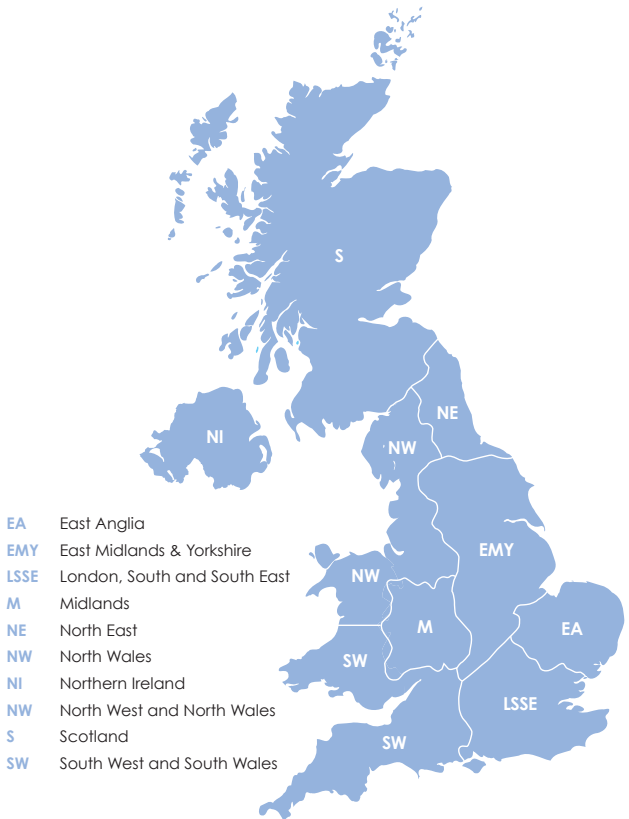 S
NE
NI
NW
EA East Anglia
EMY East Midlands & Yorkshire
LSSE London, South and South East
M Midlands
NE North East
NW North Wales
NI Northern Ireland
NW North West and North Wales
S Scotland
SW South West and South Wales
EMY
NW
M
EA
SW
LSSE
SW